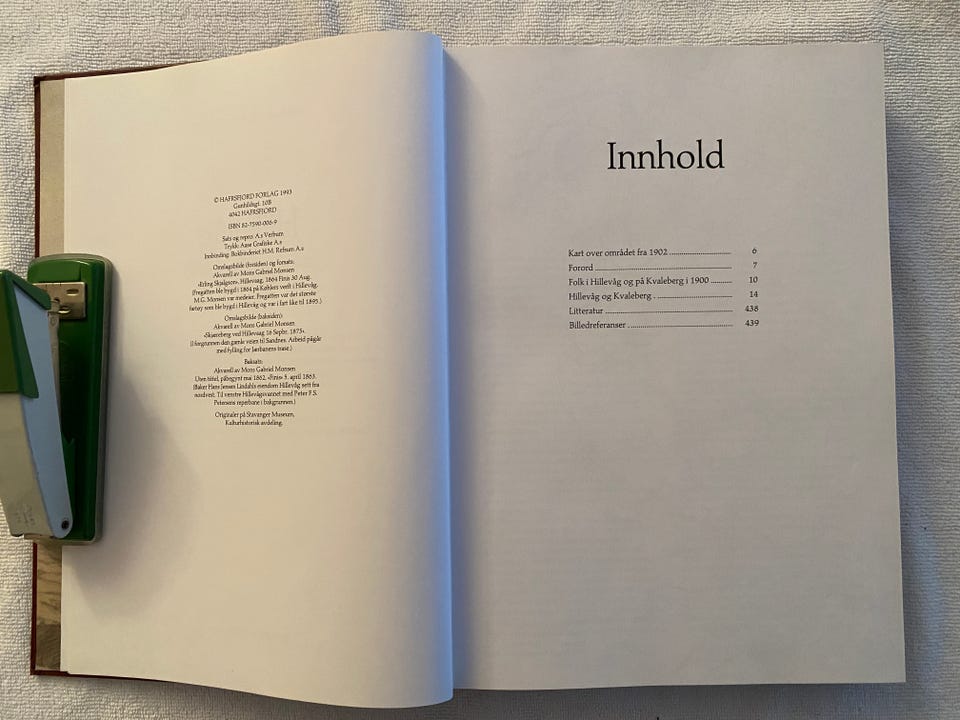 © HAFRSFJORD FORLAG 1993
Gunhildsgt. 10B
4042 HAFRSFJORD
ISBN 82-7590-006-9
Sats og repro: A.s Verbum
Trykk: Aase Grafiske A.s
Innbinding: Bokbinderiet H.M. Refsum A.s
Omslagsbilde (forsiden) og forsats:
Akvarell av Mons Gabriel Monsen
«Erling Skjalgson», Hillevaag, 1864 Finis 30 Aug.
(Fregatten ble bygd i 1864 på Køhlers verft i Hillevåg.
M.G. Monsen var medeier. Fregatten var det største
fartøy som ble bygd i Hillevåg og var i fart like til 1895.)
Omslagsbilde (baksiden):
Akvarell av Mons Gabriel Monsen
ved Hillevaag 16 Septbr. 1875».
(I forgrunnen den gamle veien til Sandnes. Arbeid pågår
med fylling for Jærbanens trase.)
Baksats:
Akvarell av Mons Gabriel Monsen
Uten tittel, påbegynt mai 1862, «Finis» 3. april 1863.
(Baker Hans Jensen Lindahls eiendom Hillevåg sett fra
nordvest. Til venstre Hillevågsvannet med Peter F.S.
Petersens reperbane i bakgrunnen.)
Originaler på Stavanger Museum,
Kulturhistorisk avdeling.
Innhold
Kart over området fra 1902 ........................ 6
Forord ........................ 7
Folk i Hillevåg og på Kvaleberg i 1900 ........ 10
Hillevåg og Kvaleberg . ........................ 14
Litteratur ........................ 438
Billedreferanser ........................ 439